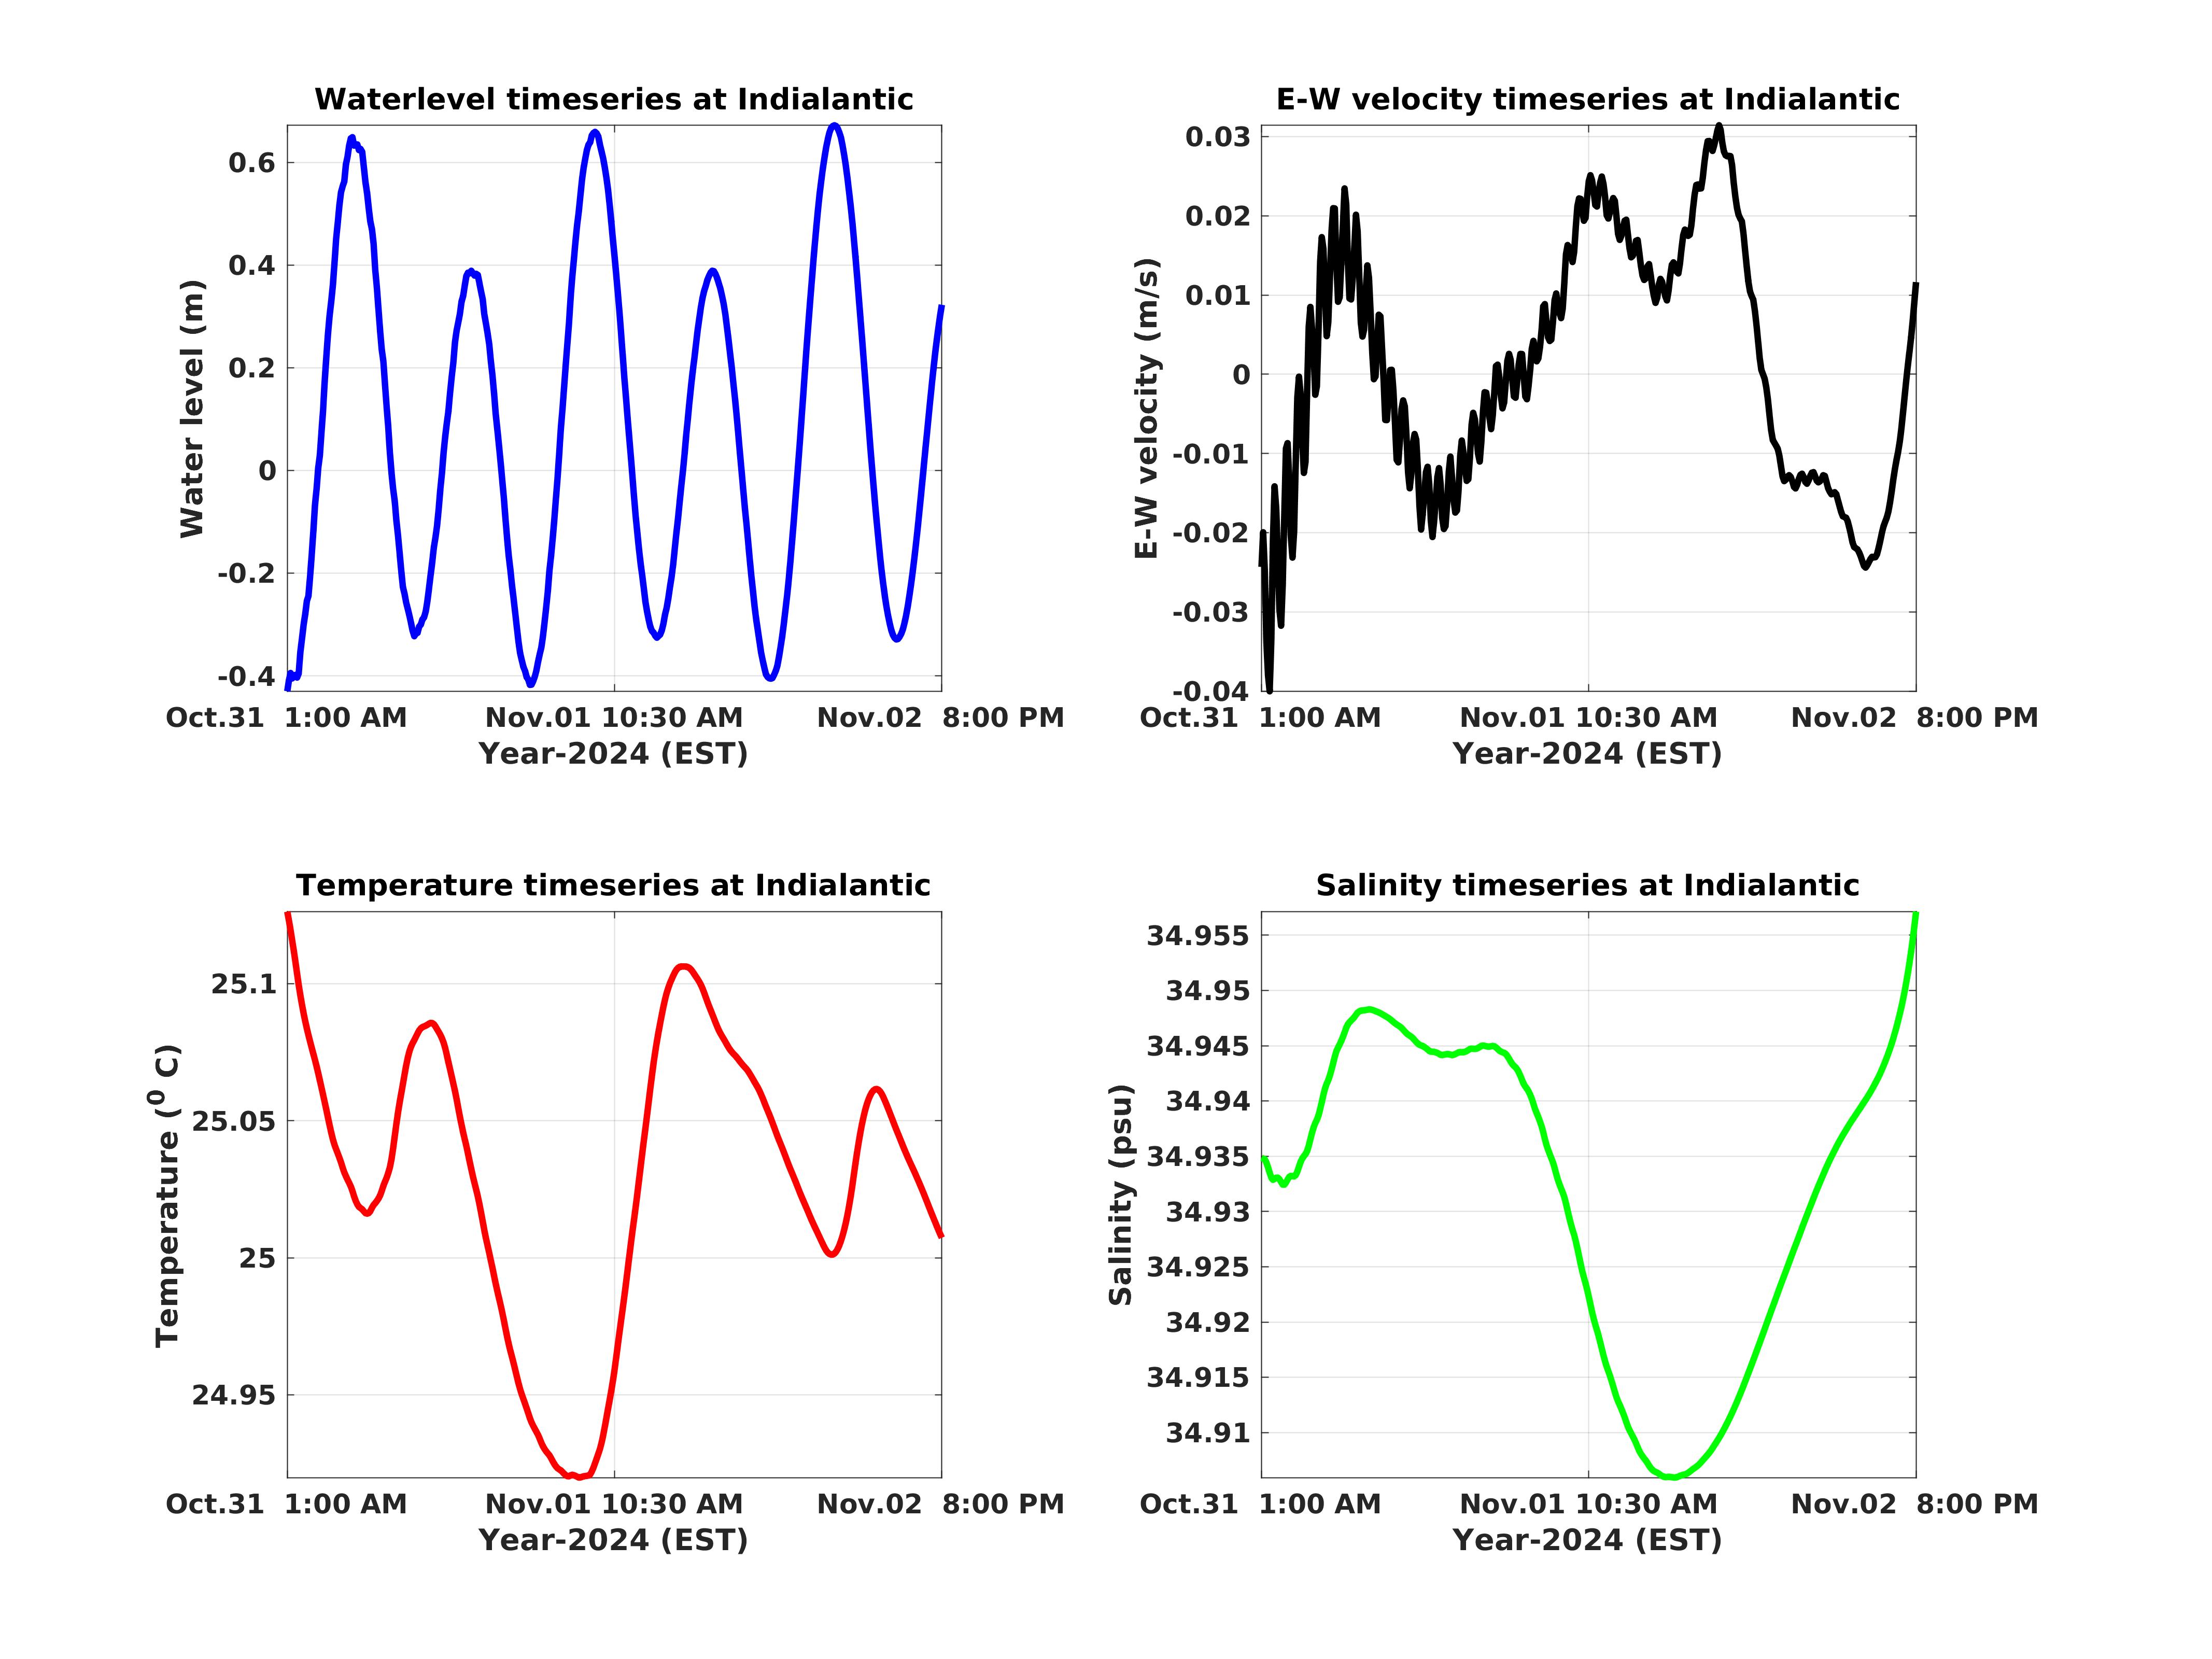 Waterlevel timeseries at Indialantic
Water level (m)
0.6
0.4
0.2
0
-0.2
-0.4
Oct.31 1:00 AM
Nov.01 10:30 AM
Nov.02 8:00 PM
Year-2024 (EST)
E-W velocity timeseries at Indialantic
E-W velocity (m/s)
0.03
0.02
0.01
0
-0.01
-0.02
-0.03
-0.04
Oct.31 1:00 AM
Nov.01 10:30 AM
Nov.02 8:00 PM
Year-2024 (EST)
Temperature timeseries at Indialantic
Temperature (⁰ C)
25.1
25.05
25
24.95
Oct.31 1:00 AM
Nov.01 10:30 AM
Nov.02 8:00 PM
Year-2024 (EST)
Salinity timeseries at Indialantic
Salinity (psu)
34.955
34.95
34.945
34.94
34.935
34.93
34.925
34.92
34.915
34.91
Oct.31 1:00 AM
Nov.01 10:30 AM
Nov.02 8:00 PM
Year-2024 (EST)